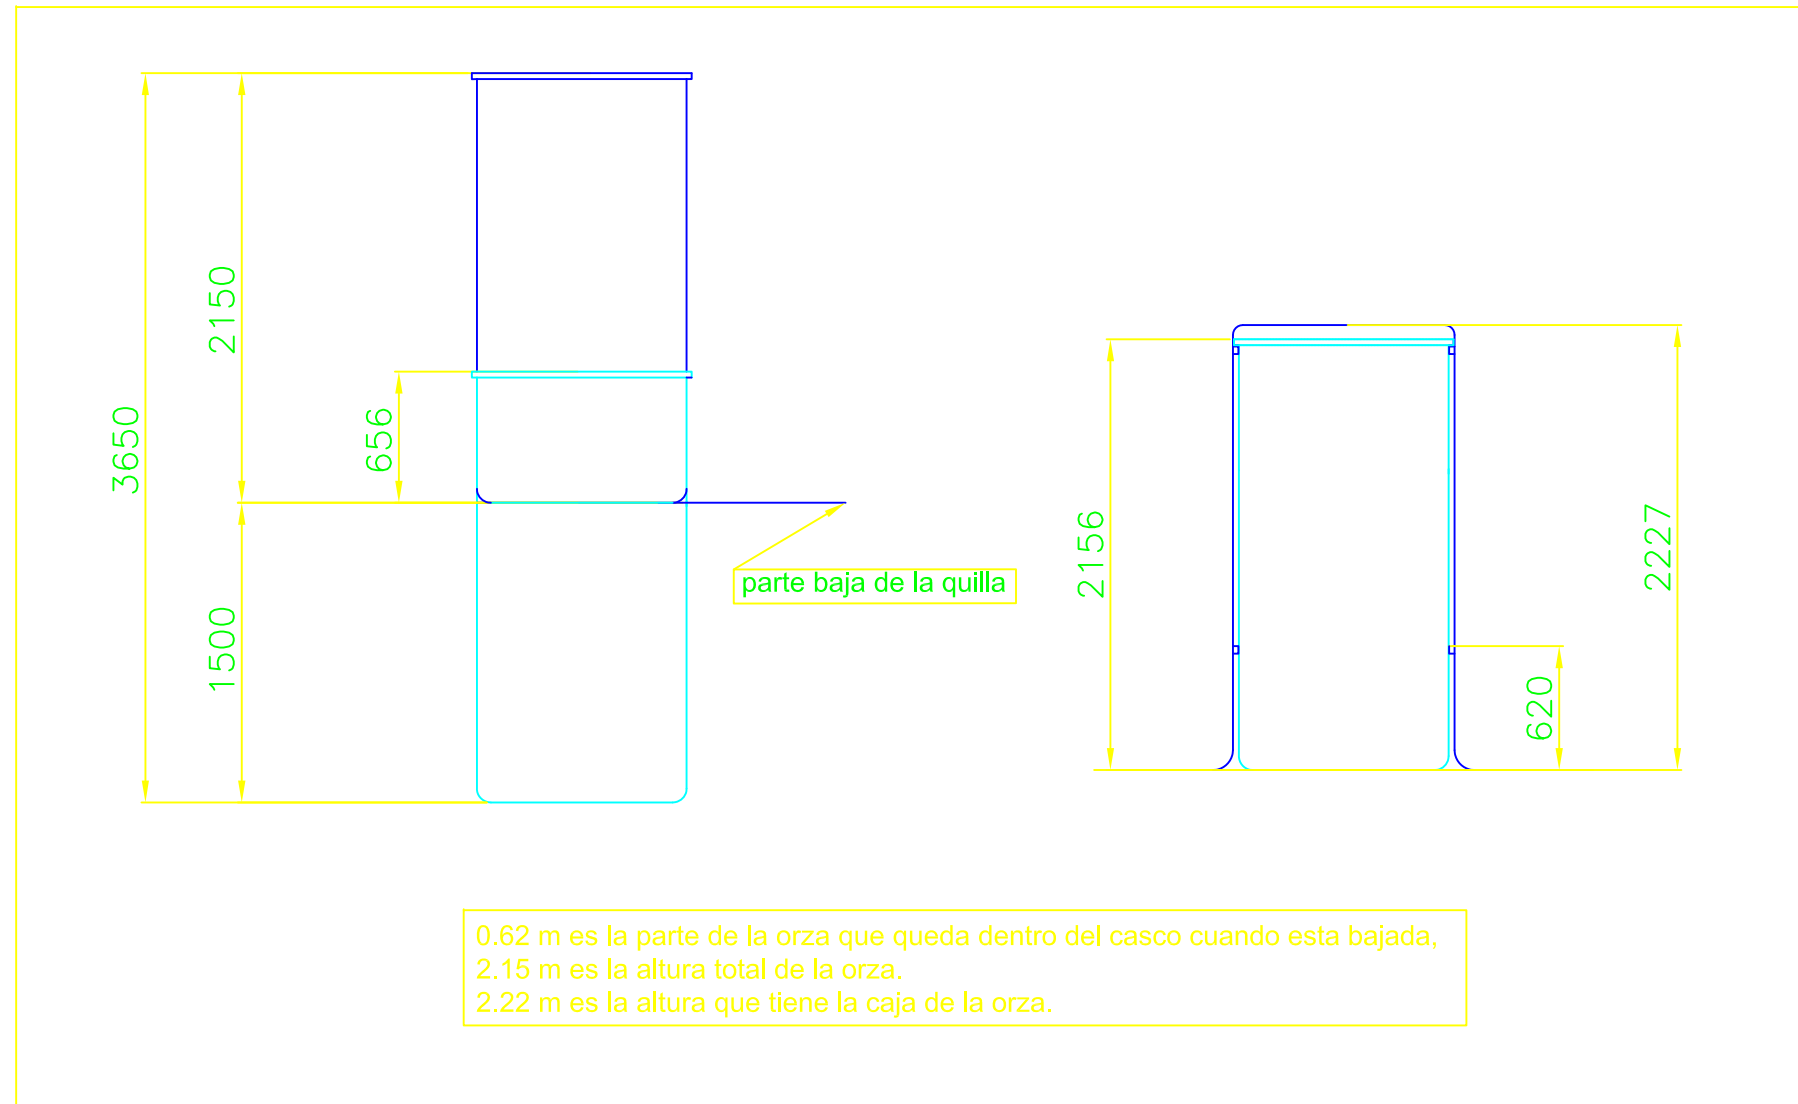 2150
3650
656
1500
parte baja de la quilla
2156
2227
620
0.62 m es la parte de la orza que queda dentro del casco cuando esta bajada,
2.15 m es la altura total de la orza.
2.22 m es la altura que tiene la caja de la orza.